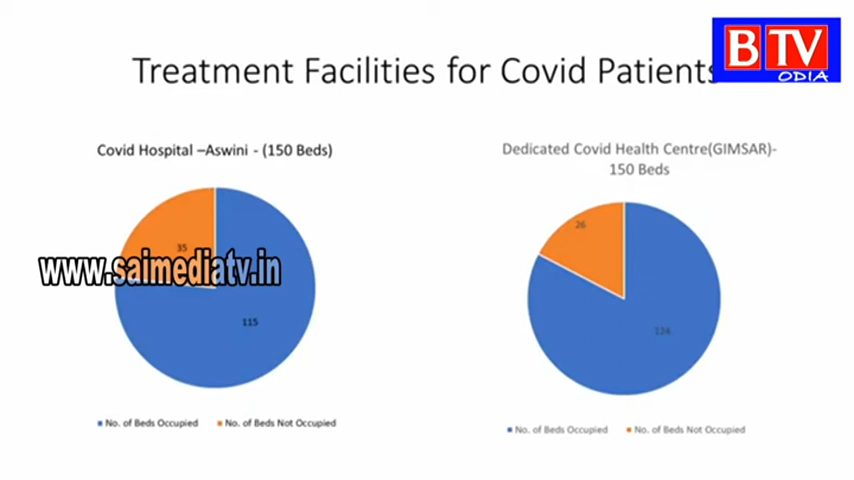 BTV
ODIA
Treatment Facilities for Covid Patients
Covid Hospital –Aswini - (150 Beds)
35
www.saimediatv.in
115
No. of Beds Occupied
No. of Beds Not Occupied
Dedicated Covid Health Centre(GIMSAR)-
150 Beds
26
124
No. of Beds Occupied
No. of Beds Not Occupied